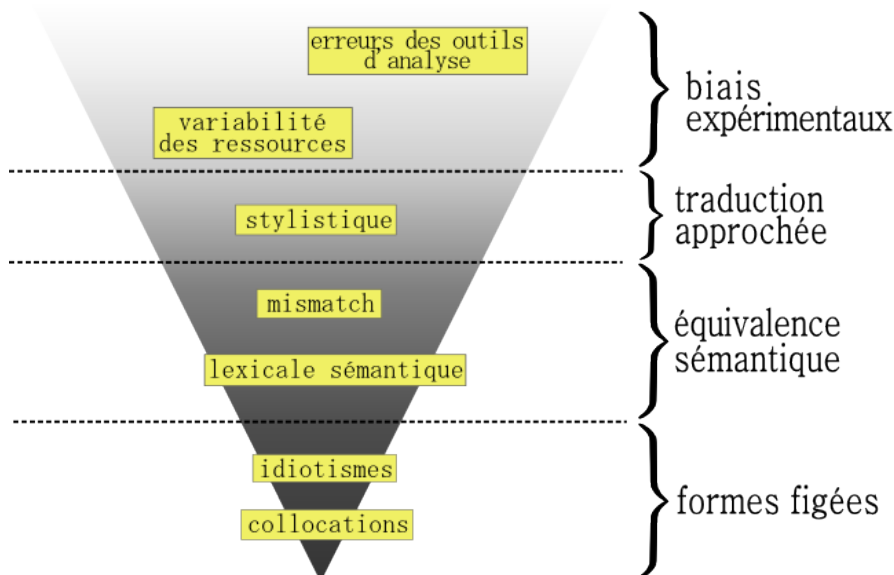 erreurs des outils
d'analyse
variabilité
des ressources
biais
expérimentaux
stylistique
traduction
approchée
mismatch
lexicale sémantique
équivalence
sémantique
idiotismes
collocations
formes figées